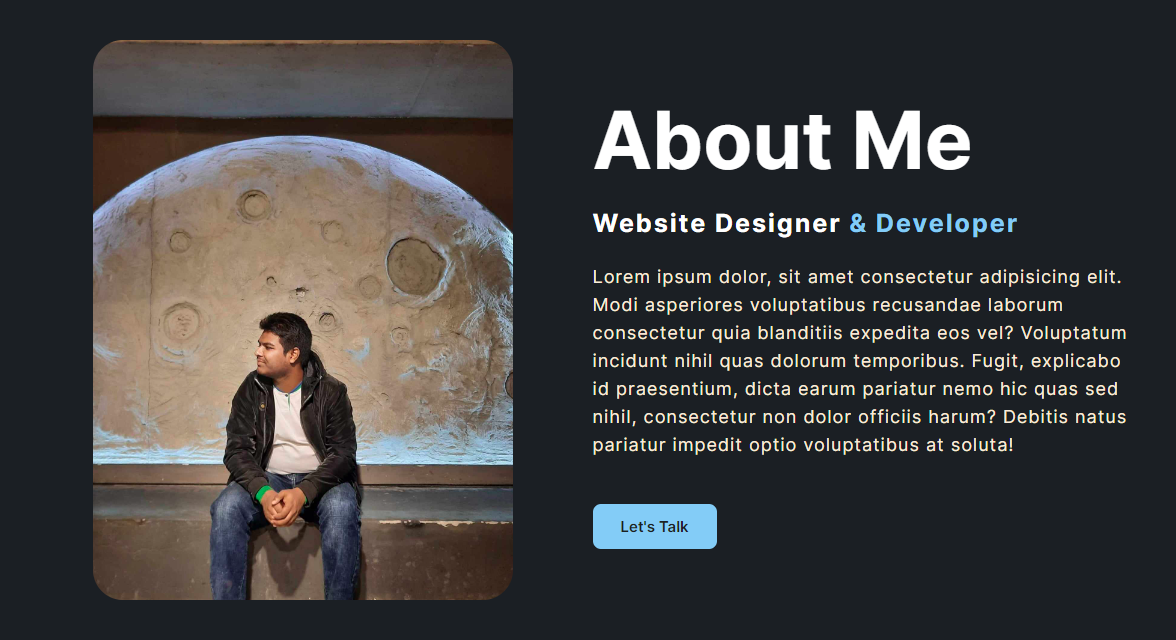 About Me
Website Designer & Developer
Lorem ipsum dolor, sit amet consectetur adipisicing elit.
Modi asperiores voluptatibus recusandae laborum
consectetur quia blanditiis expedita eos vel? Voluptatum
incidunt nihil quas dolorum temporibus. Fugit, explicabo
id praesentium, dicta earum pariatur nemo hic quas sed
nihil, consectetur non dolor officiis harum? Debitis natus
pariatur impedit optio voluptatibus at soluta!
Let's Talk